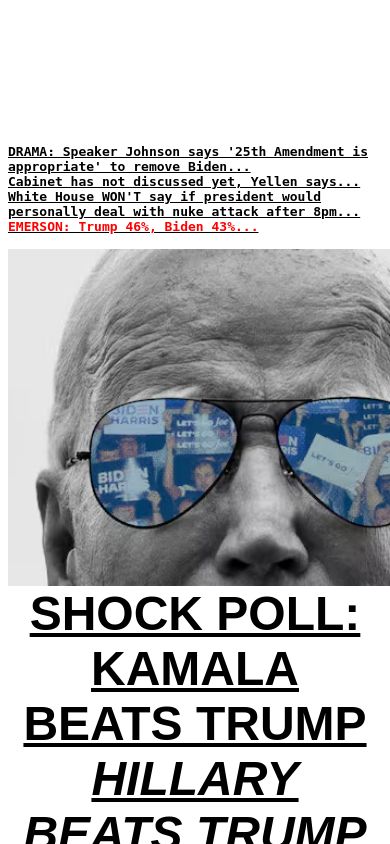 DRAMA: Speaker Johnson says '25th Amendment is
appropriate' to remove Biden...
Cabinet has not discussed yet, Yellen says...
White House WON'T say if president would
personally deal with nuke attack after 8pm...
EMERSON: Trump 46%, Biden 43%...
BIDEN
HARRIS
LET'S GO Joe
LET'S GO Joe
LET'S GO Joe
BIDEN
HARRIS
LET'S GO Joe
BIDEN
HARRIS
SHOCK POLL:
KAMALA
BEATS TRUMP
HILLARY
BEATS TRUMP